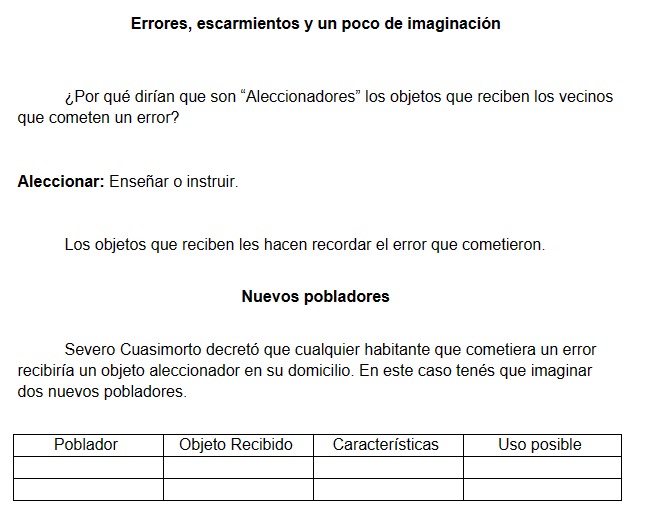 Errores, escarmientos y un poco de imaginación
¿Por qué dirían que son “Aleccionadores” los objetos que reciben los vecinos
que cometen un error?
Aleccionar: Enseñar o instruir.
Los objetos que reciben les hacen recordar el error que cometieron.
Nuevos pobladores
Severo Cuasimorto decretó que cualquier habitante que cometiera un error
recibiría un objeto aleccionador en su domicilio. En este caso tenés que imaginar
dos nuevos pobladores.
Poblador Objeto Recibido Características Uso posible